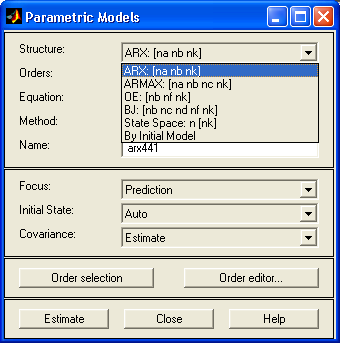 Parametric Models
Structure: ARX: [na nb nk]
Orders: ARX: [na nb nk]
ARMAX: [na nb nc nk]
Equation: OE: [nb nf nk]
BJ: [nb nc nd nf nk]
Method: State Space: n [nk]
By Initial Model
Name: arx441
Focus: Prediction
Initial State: Auto
Covariance: Estimate
Order selection Order editor...
Estimate Close Help